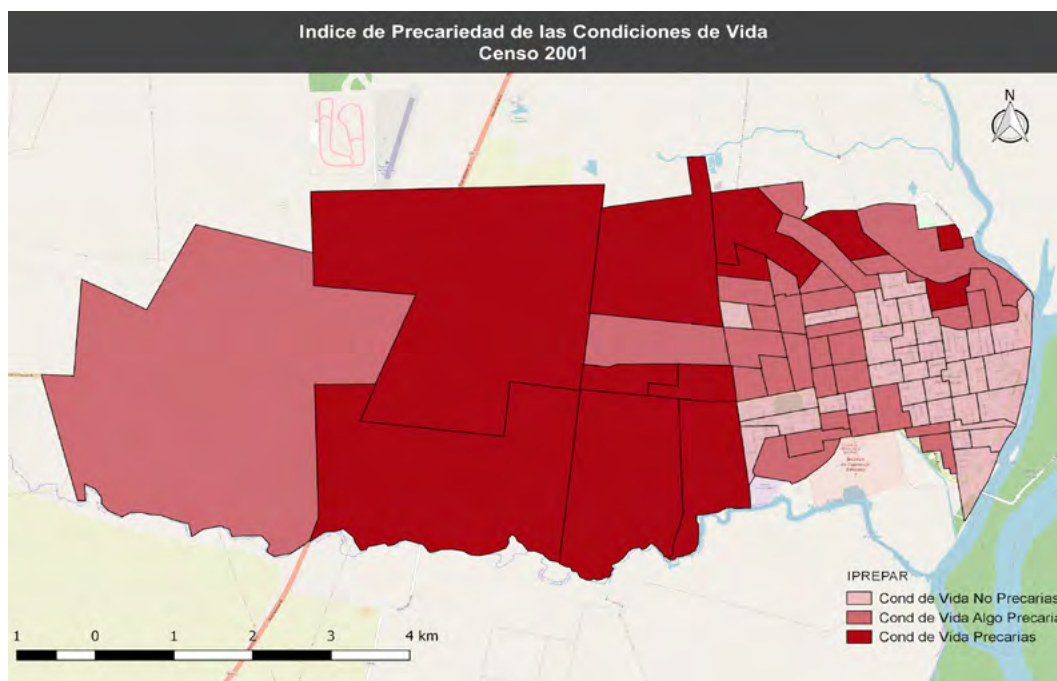 Indice de Precariedad de las Condiciones de Vida
Censo 2001
N
IPREPAR
Cond de Vida No Precarias
Cond de Vida Algo Precaria
Cond de Vida Precarias
1 0 1 2 3 4 km